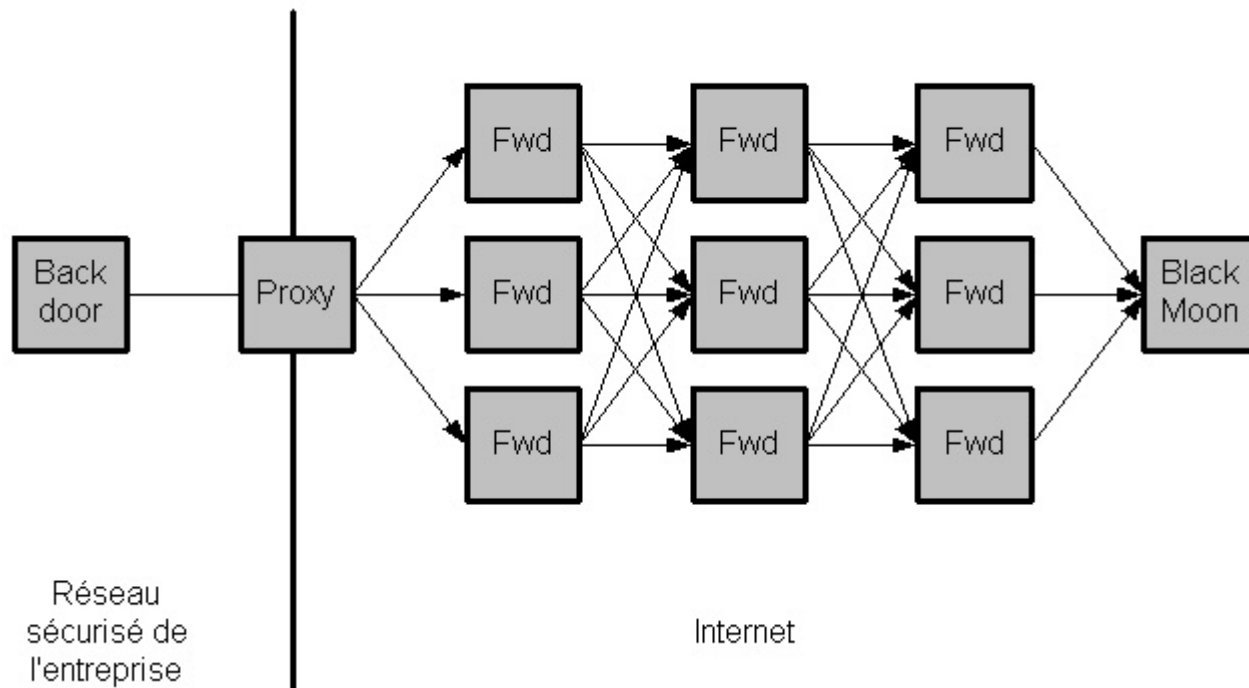 Fwd
Fwd
Fwd
Back
door
Proxy
Fwd
Fwd
Fwd
Black
Moon
Fwd
Fwd
Fwd
Réseau
sécurisé de
l'entreprise
Internet